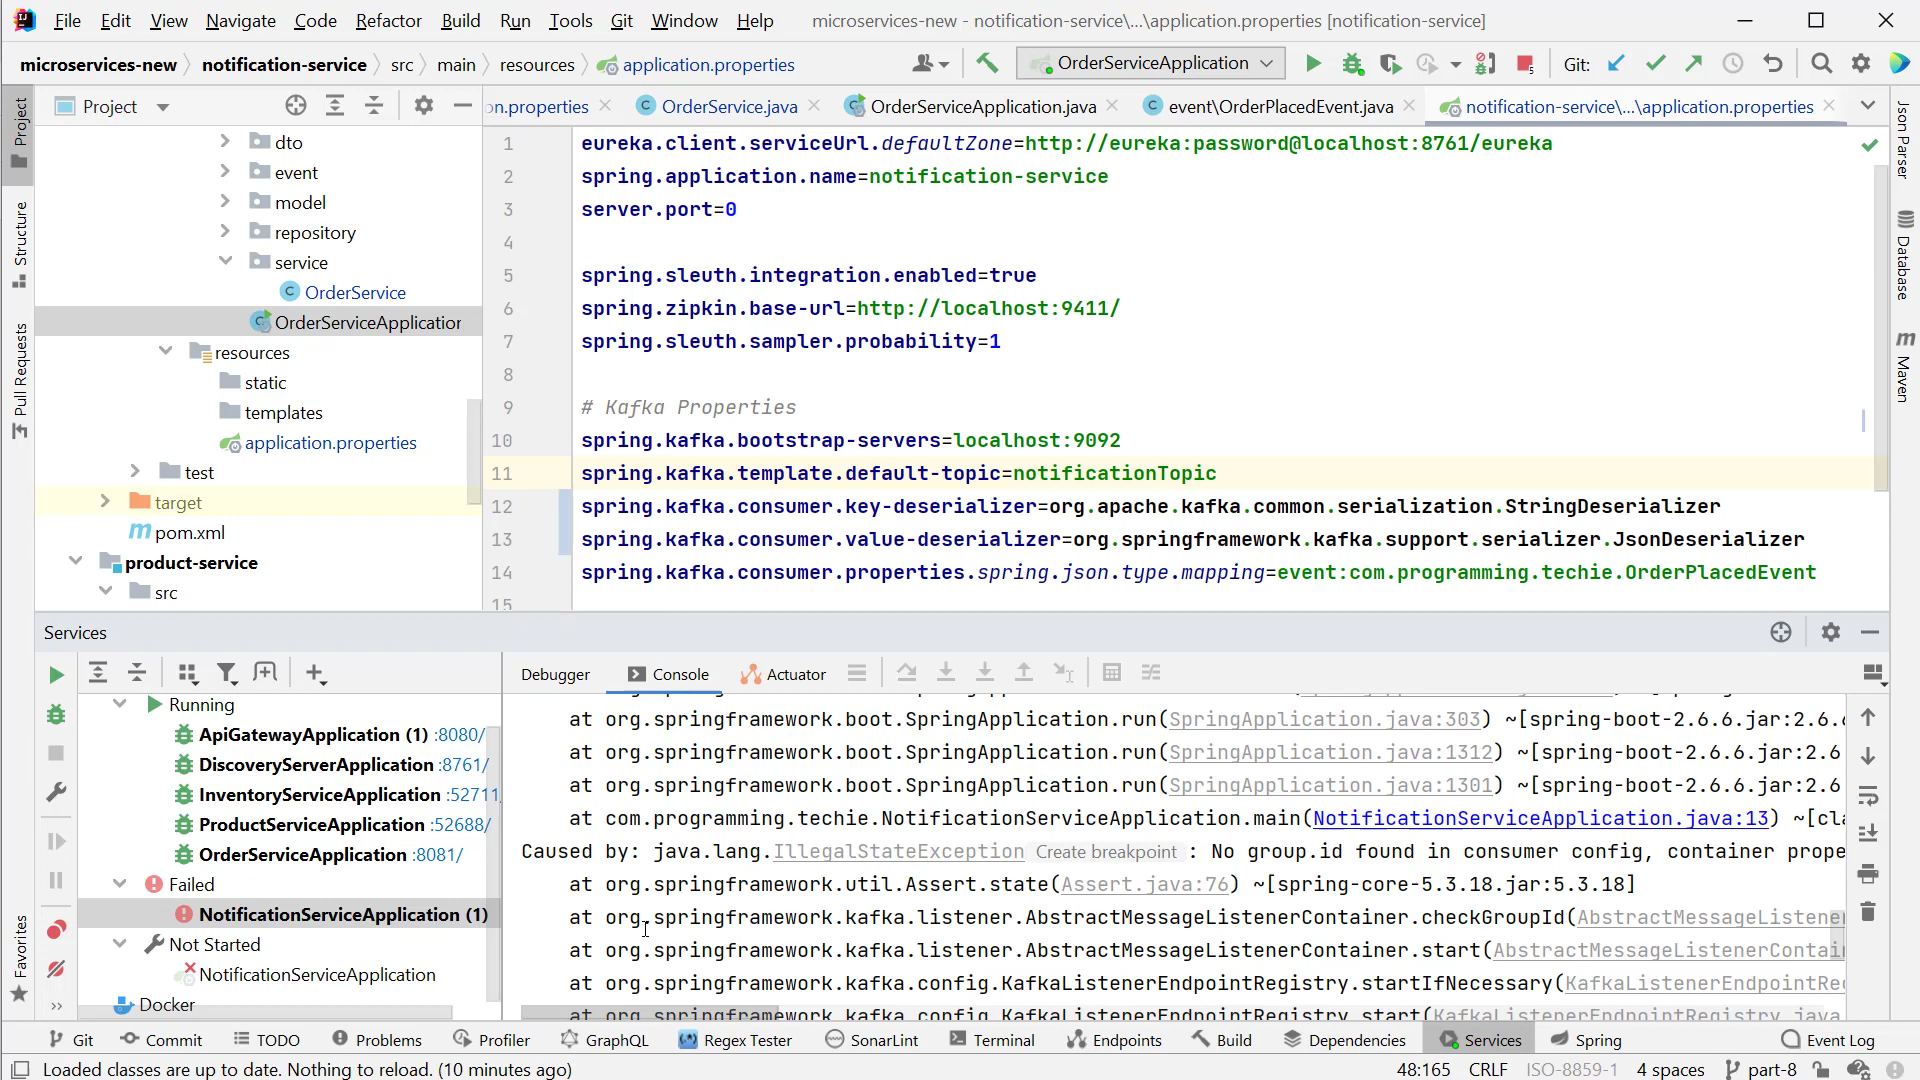 File Edit View Navigate Code Refactor Build Run Tools Git Window Help microservices-new - notification-service\...\application.properties [notification-service]
microservices-new notification-service src main resources application.properties OrderServiceApplication Git:
Project on.properties OrderService.java OrderServiceApplication.java event\OrderPlacedEvent.java notification-service\...\application.properties
Project
Structure
Pull Requests
Favorites
Json Parser
Database
Maven
dto
event
model
repository
service
OrderService
OrderServiceApplication
resources
static
templates
application.properties
test
target
pom.xml
product-service
src
1 eureka.client.serviceUrl.defaultZone=http://eureka:password@localhost:8761/eureka
2 spring.application.name=notification-service
3 server.port=0
4
5 spring.sleuth.integration.enabled=true
6 spring.zipkin.base-url=http://localhost:9411/
7 spring.sleuth.sampler.probability=1
8
9 # Kafka Properties
10 spring.kafka.bootstrap-servers=localhost:9092
11 spring.kafka.template.default-topic=notificationTopic
12 spring.kafka.consumer.key-deserializer=org.apache.kafka.common.serialization.StringDeserializer
13 spring.kafka.consumer.value-deserializer=org.springframework.kafka.support.serializer.JsonDeserializer
14 spring.kafka.consumer.properties.spring.json.type.mapping=event:com.programming.techie.OrderPlacedEvent
15
Services
Debugger Console Actuator
Running
ApiGatewayApplication (1) :8080/
DiscoveryServerApplication :8761/
InventoryServiceApplication :52711
ProductServiceApplication :52688/
OrderServiceApplication :8081/
Failed
NotificationServiceApplication (1)
Not Started
NotificationServiceApplication
Docker
at org.springframework.boot.SpringApplication.run(SpringApplication.java:303) ~[spring-boot-2.6.6.jar:2.6.6
at org.springframework.boot.SpringApplication.run(SpringApplication.java:1312) ~[spring-boot-2.6.6.jar:2.6
at org.springframework.boot.SpringApplication.run(SpringApplication.java:1301) ~[spring-boot-2.6.6.jar:2.6
at com.programming.techie.NotificationServiceApplication.main(NotificationServiceApplication.java:13) ~[cla
Caused by: java.lang.IllegalStateException Create breakpoint : No group.id found in consumer config, container prope
at org.springframework.util.Assert.state(Assert.java:76) ~[spring-core-5.3.18.jar:5.3.18]
at org.springframework.kafka.listener.AbstractMessageListenerContainer.checkGroupId(AbstractMessageListene
at org.springframework.kafka.listener.AbstractMessageListenerContainer.start(AbstractMessageListenerContai
at org.springframework.kafka.config.KafkaListenerEndpointRegistry.startIfNecessary(KafkaListenerEndpointRe
at org.springframework.kafka.config.KafkaListenerEndpointRegistry.start(KafkaListenerEndpointRegistry.java
Git Commit TODO Problems Profiler GraphQL Regex Tester SonarLint Terminal Endpoints Build Dependencies Services Spring Event Log
Loaded classes are up to date. Nothing to reload. (10 minutes ago) 48:165 CRLF ISO-8859-1 4 spaces part-8